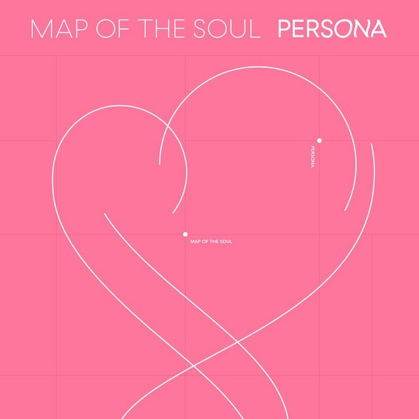 MAP OF THE SOUL PERSONA
PERSONA
MAP OF THE SOUL